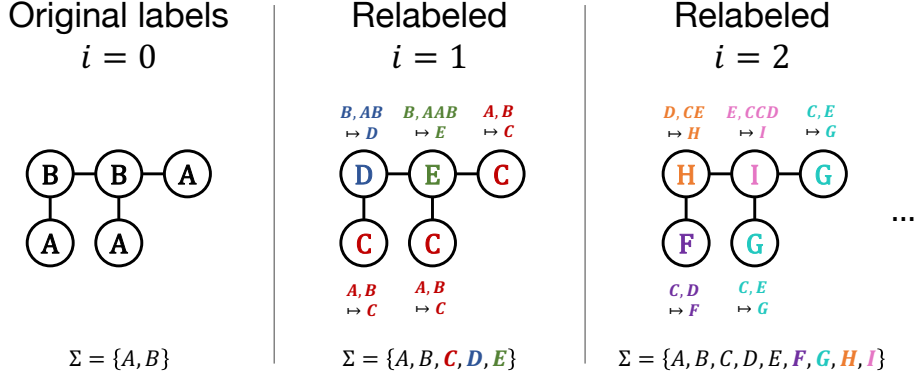 Original labels
i = 0
B B A
A A
Σ = {A, B}
Relabeled
i = 1
B, AB
↦ D
B, AAB
↦ E
A, B
↦ C
D E C
C C
A, B
↦ C
A, B
↦ C
Σ = {A, B, C, D, E}
Relabeled
i = 2
D, CE
↦ H
E, CCD
↦ I
C, E
↦ G
H I G
F G
C, D
↦ F
C, E
↦ G
Σ = {A, B, C, D, E, F, G, H, I}
...